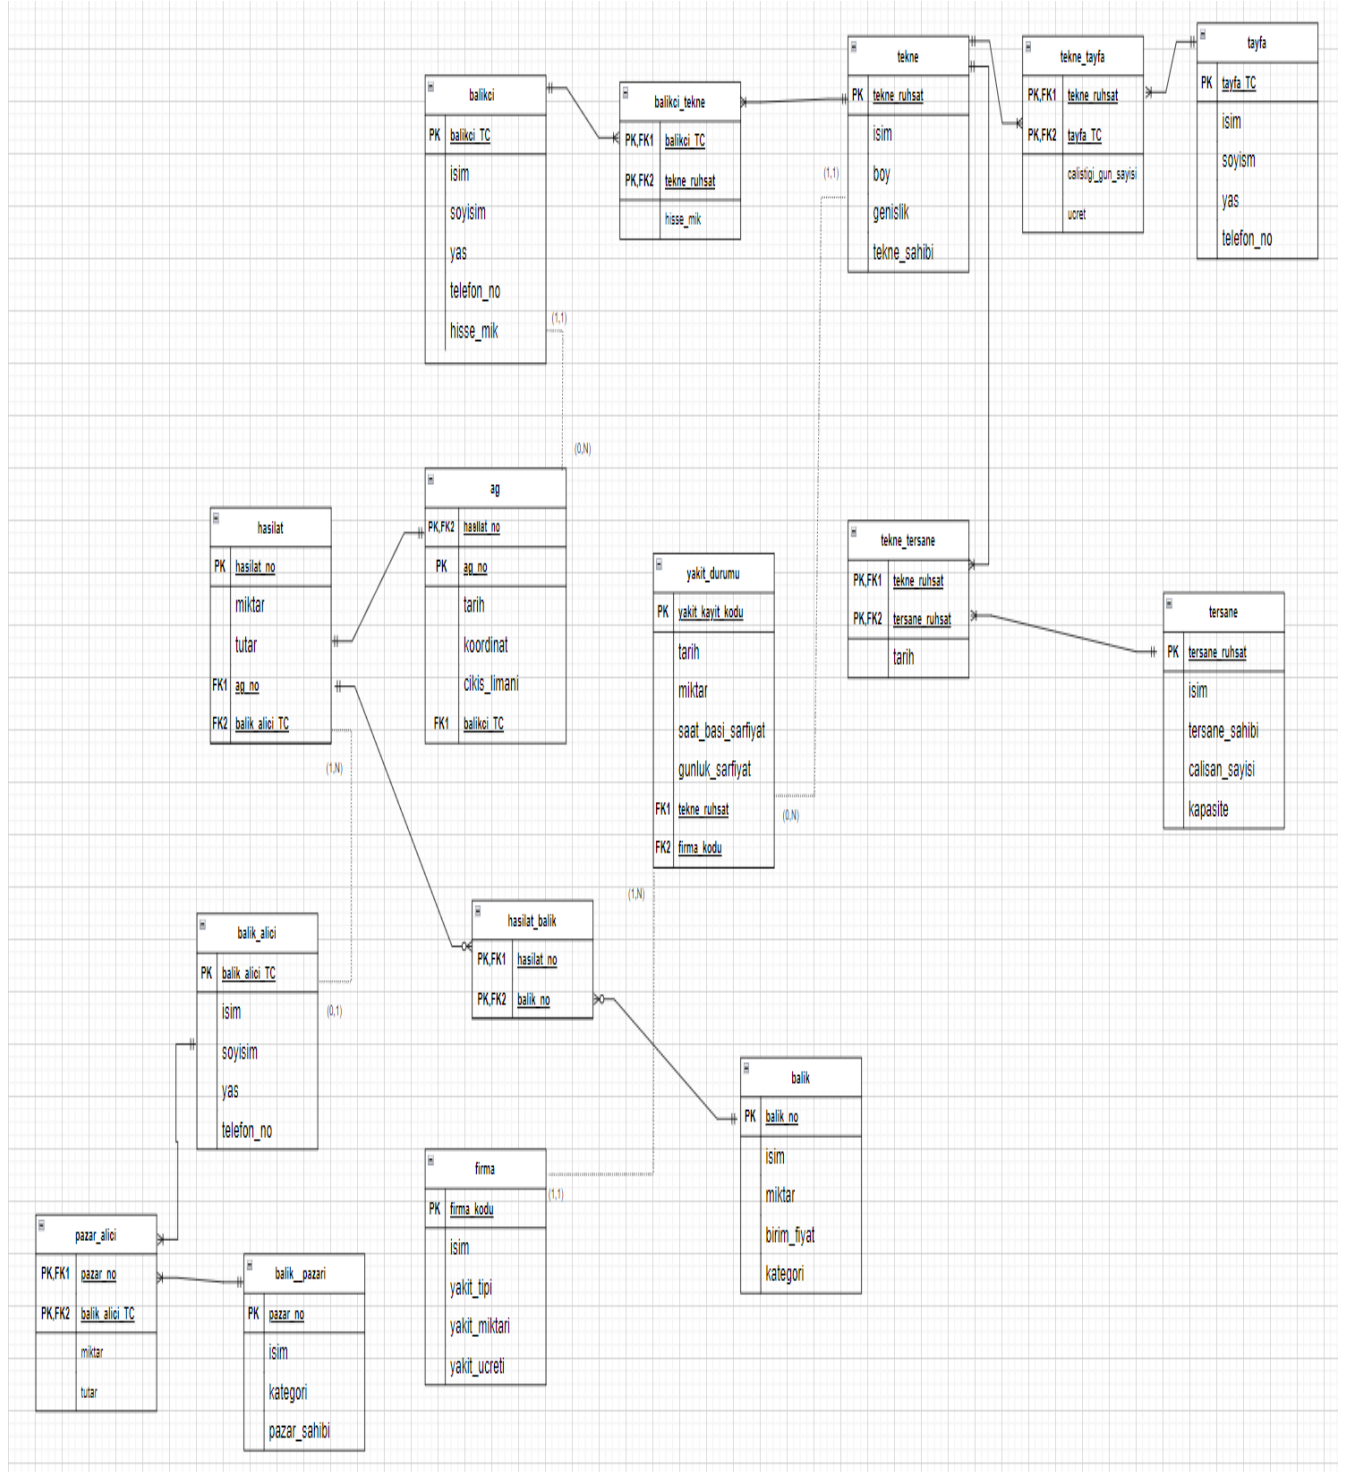 balikci
PK balikci_TC
isim
soyisim
yas
telefon_no
hisse_mik
balikci_tekne
PK,FK1 balikci_TC
PK,FK2 tekne_ruhsat
hisse_mik
tekne
PK tekne_ruhsat
isim
boy
genislik
tekne_sahibi
tekne_tayfa
PK,FK1 tekne_ruhsat
PK,FK2 tayfa_TC
calistigi_gun_sayisi
ucret
tayfa
PK tayfa_TC
isim
soyism
yas
telefon_no
(1,1)
(1,1)
(0,N)
hasilat
PK hasilat_no
miktar
tutar
FK1 ag_no
FK2 balik_alici_TC
(1,N)
ag
PK,FK2 hasilat_no
PK ag_no
tarih
koordinat
cikis_limani
FK1 balikci_TC
yakit_durumu
PK yakit_kayit_kodu
tarih
miktar
saat_basi_sarfiyat
gunluk_sarfiyat
FK1 tekne_ruhsat
FK2 firma_kodu
(0,N)
(1,N)
tekne_tersane
PK,FK1 tekne_ruhsat
PK,FK2 tersane_ruhsat
tarih
tersane
PK tersane_ruhsat
isim
tersane_sahibi
calisan_sayisi
kapasite
balik_alici
PK balik_alici_TC
isim
soyisim
yas
telefon_no
(0,1)
hasilat_balik
PK,FK1 hasilat_no
PK,FK2 balik_no
balik
PK balik_no
isim
miktar
birim_fiyat
kategori
firma
PK firma_kodu
isim
yakit_tipi
yakit_miktari
yakit_ucreti
(1,1)
pazar_alici
PK,FK1 pazar_no
PK,FK2 balik_alici_TC
miktar
tutar
balik__pazari
PK pazar_no
isim
kategori
pazar_sahibi